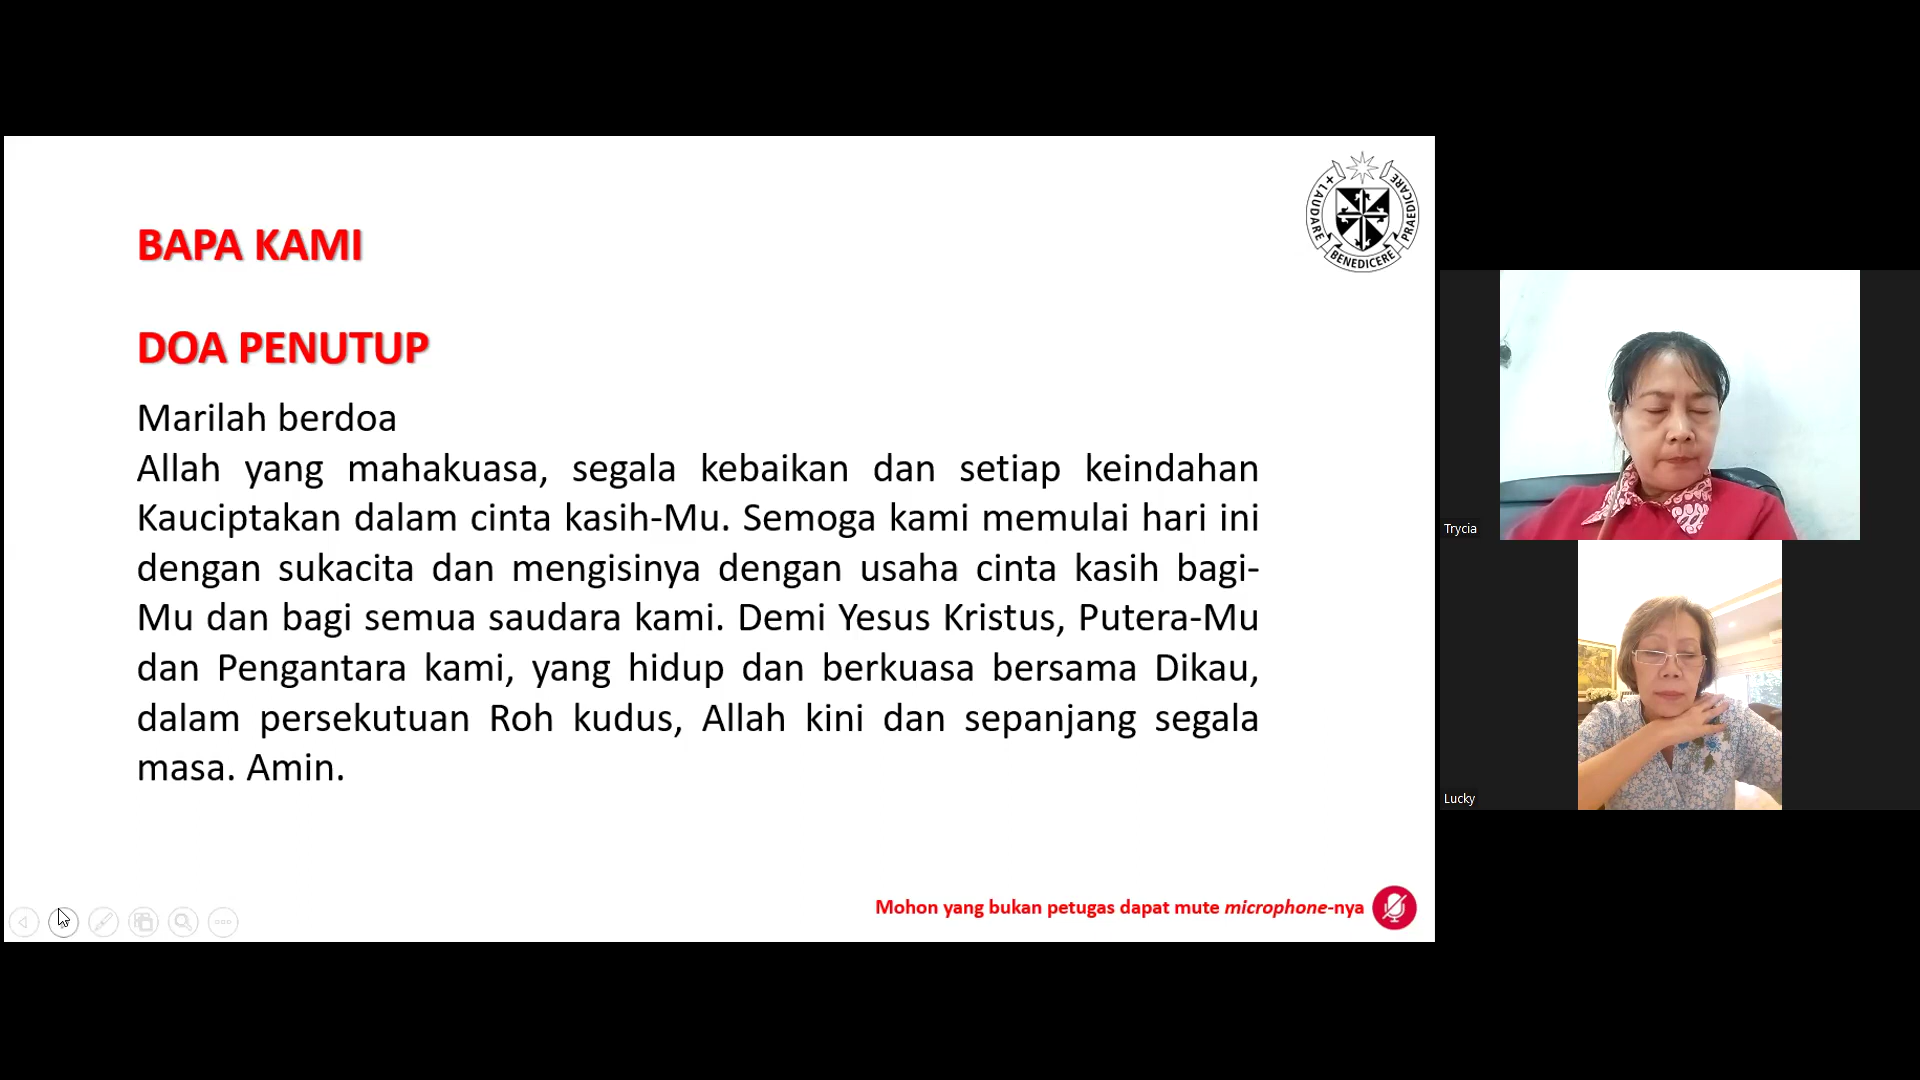 + LAUDARE
BENEDICERE
PRAEDICARE
BAPA KAMI
DOA PENUTUP
Marilah berdoa
Allah yang mahakuasa, segala kebaikan dan setiap keindahan
Kauciptakan dalam cinta kasih-Mu. Semoga kami memulai hari ini
dengan sukacita dan mengisinya dengan usaha cinta kasih bagi-
Mu dan bagi semua saudara kami. Demi Yesus Kristus, Putera-Mu
dan Pengantara kami, yang hidup dan berkuasa bersama Dikau,
dalam persekutuan Roh kudus, Allah kini dan sepanjang segala
masa. Amin.
Mohon yang bukan petugas dapat mute microphone-nya
Trycia
Lucky